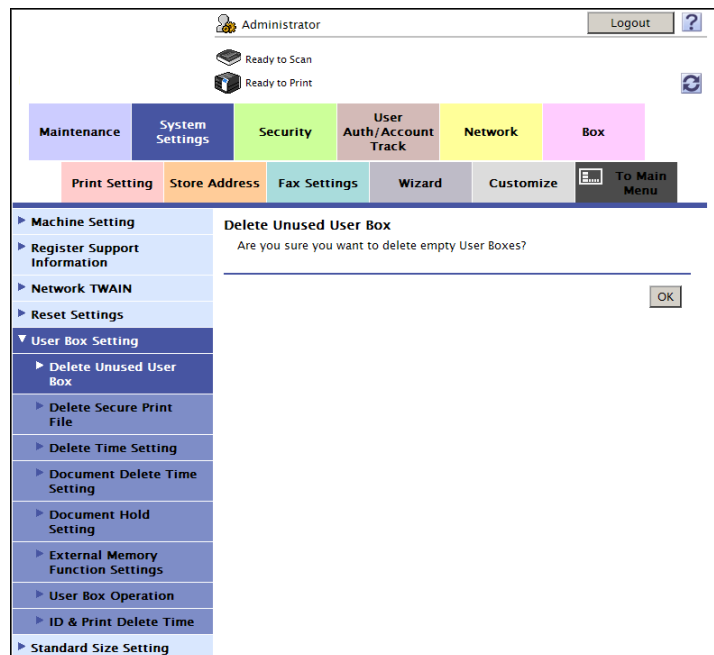 Administrator
Logout
?
Ready to Scan
Ready to Print
Maintenance
System
Settings
Security
User
Auth/Account
Track
Network
Box
Print Setting
Store Address
Fax Settings
Wizard
Customize
To Main
Menu
Machine Setting
Register Support
Information
Network TWAIN
Reset Settings
User Box Setting
Delete Unused User
Box
Delete Secure Print
File
Delete Time Setting
Document Delete Time
Setting
Document Hold
Setting
External Memory
Function Settings
User Box Operation
ID & Print Delete Time
Standard Size Setting
Delete Unused User Box
Are you sure you want to delete empty User Boxes?
OK